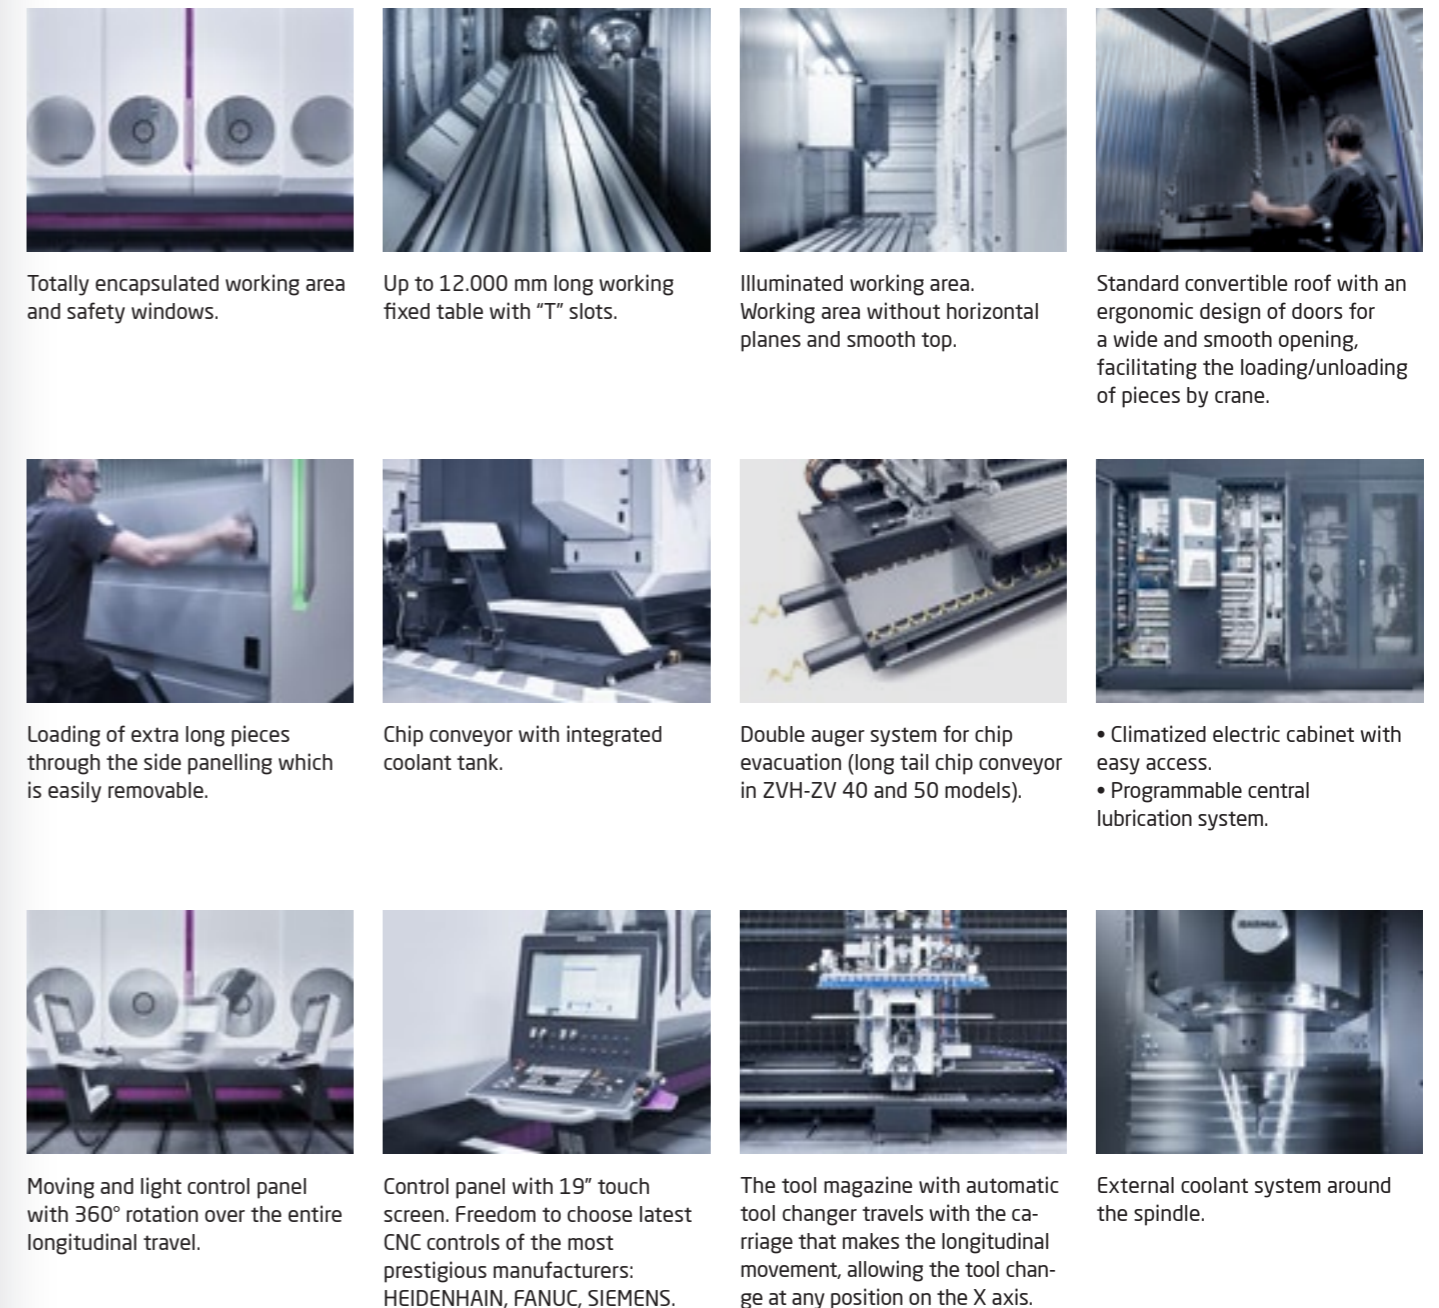 Totally encapsulated working area
and safety windows.
Up to 12.000 mm long working
fixed table with “T” slots.
Illuminated working area.
Working area without horizontal
planes and smooth top.
Standard convertible roof with an
ergonomic design of doors for
a wide and smooth opening,
facilitating the loading/unloading
of pieces by crane.
Loading of extra long pieces
through the side panelling which
is easily removable.
Chip conveyor with integrated
coolant tank.
Double auger system for chip
evacuation (long tail chip conveyor
in ZVH-ZV 40 and 50 models).
• Climatized electric cabinet with
easy access.
• Programmable central
lubrication system.
Moving and light control panel
with 360° rotation over the entire
longitudinal travel.
Control panel with 19” touch
screen. Freedom to choose latest
CNC controls of the most
prestigious manufacturers:
HEIDENHAIN, FANUC, SIEMENS.
The tool magazine with automatic
tool changer travels with the ca-
rriage that makes the longitudinal
movement, allowing the tool chan-
ge at any position on the X axis.
External coolant system around
the spindle.